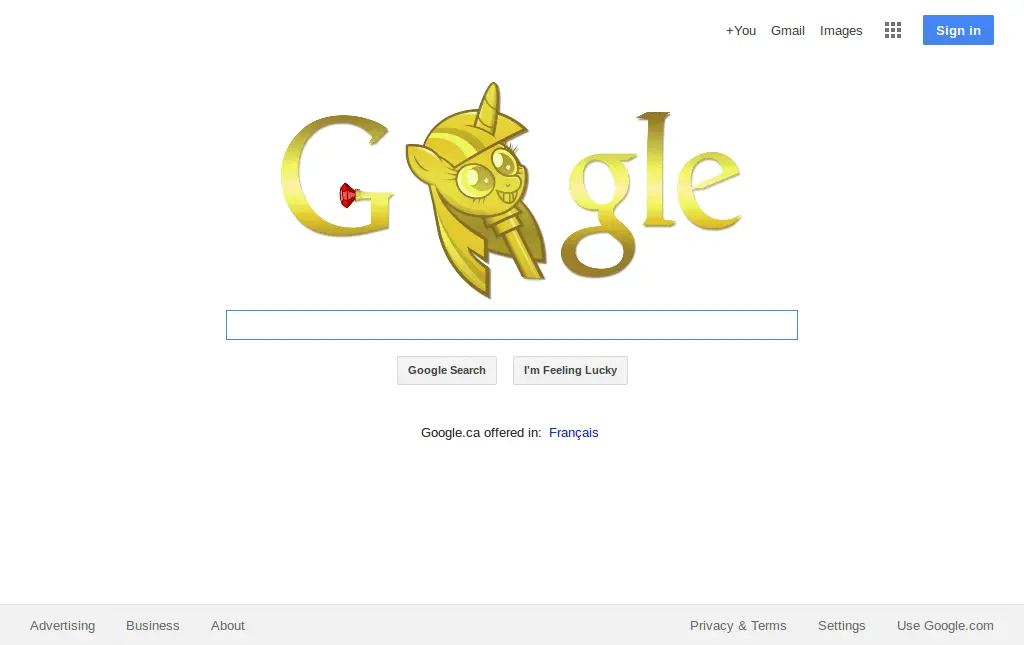 +You Gmail Images Sign in
Google
Google Search I'm Feeling Lucky
Google.ca offered in: Français
Advertising Business About Privacy & Terms Settings Use Google.com